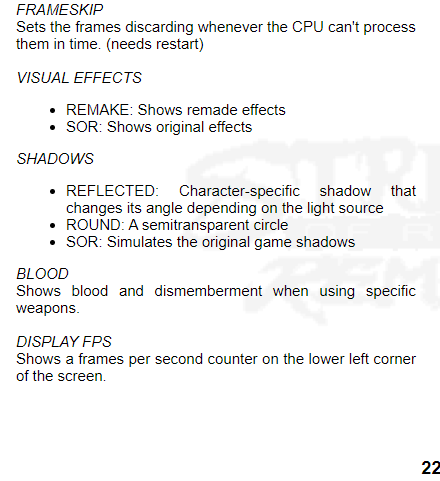 FRAMESKIP
Sets the frames discarding whenever the CPU can't process
them in time. (needs restart)
VISUAL EFFECTS
• REMAKE: Shows remade effects
• SOR: Shows original effects
SHADOWS
• REFLECTED: Character-specific shadow that
changes its angle depending on the light source
• ROUND: A semitransparent circle
• SOR: Simulates the original game shadows
BLOOD
Shows blood and dismemberment when using specific
weapons.
DISPLAY FPS
Shows a frames per second counter on the lower left corner
of the screen.
22